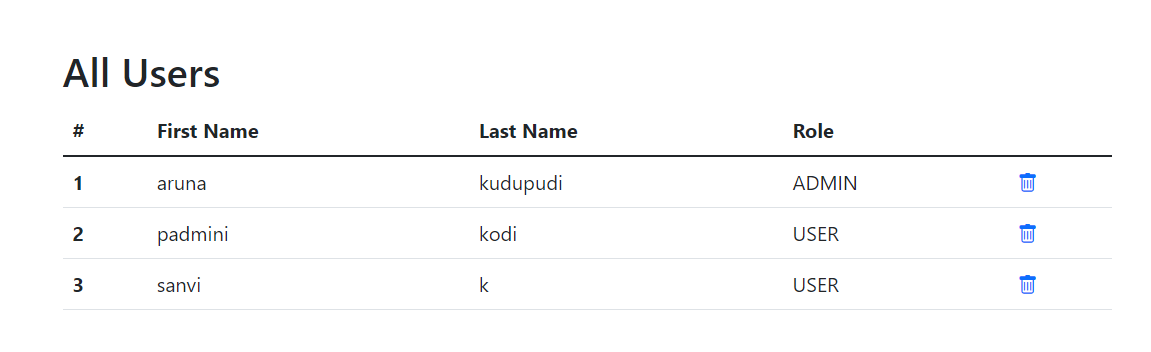 All Users
# First Name Last Name Role
1 aruna kudupudi ADMIN
2 padmini kodi USER
3 sanvi k USER